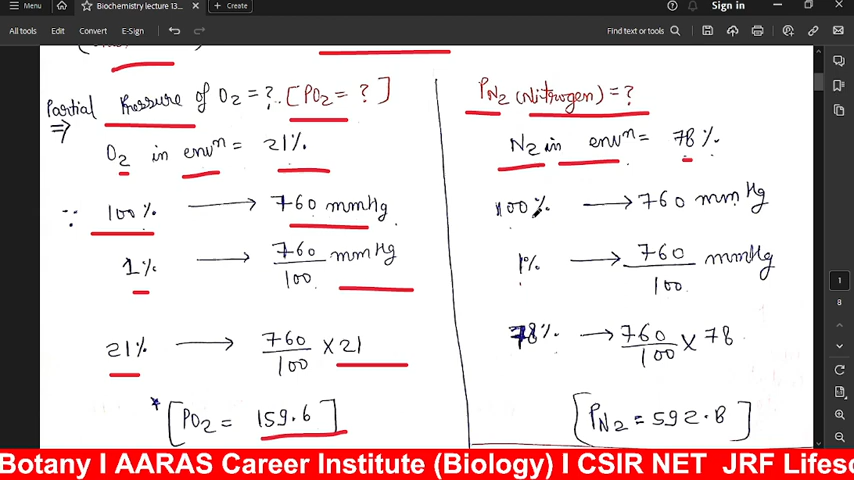 Menu
Biochemistry lecture 13...
Create
Sign in
All tools
Edit
Convert
E-Sign
Find text or tools
Partial Pressure of O2 = ?. [PO2 = ?]
⇒
O2 in envn = 21%
∵ 100% → 760 mmHg
1% → 760/100 mmHg
21% → 760/100 × 21
*[PO2 = 159.6]
PN2 (Nitrogen) = ?
N2 in envn = 78%
100% → 760 mmHg
1% → 760/100 mmHg
78% → 760/100 × 78
[PN2 = 592.8]
1
8
Botany I AARAS Career Institute (Biology) I CSIR NET JRF Lifesc